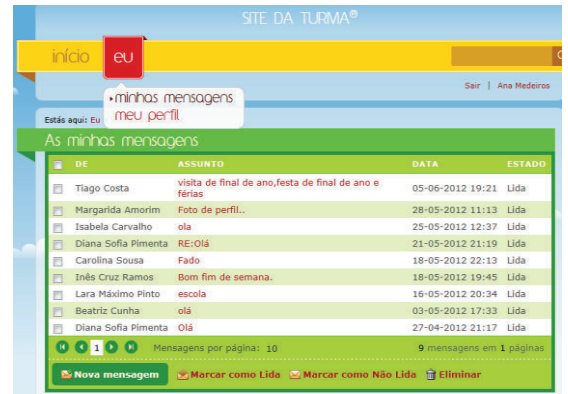 SITE DA TURMA®
início eu
Sair | Ana Medeiros
minhas mensagens
meu perfil
Estás aqui: Eu
As minhas mensagens
DE ASSUNTO DATA ESTADO
Tiago Costa visita de final de ano,festa de final de ano e férias 05-06-2012 19:21 Lida
Margarida Amorim Foto de perfil.. 28-05-2012 11:13 Lida
Isabela Carvalho ola 25-05-2012 12:37 Lida
Diana Sofia Pimenta RE:Olá 21-05-2012 21:19 Lida
Carolina Sousa Fado 18-05-2012 22:13 Lida
Inês Cruz Ramos Bom fim de semana. 18-05-2012 19:45 Lida
Lara Máximo Pinto escola 16-05-2012 20:34 Lida
Beatriz Cunha olá 03-05-2012 17:33 Lida
Diana Sofia Pimenta Olá 27-04-2012 21:17 Lida
1 Mensagens por página: 10 9 mensagens em 1 páginas
Nova mensagem Marcar como Lida Marcar como Não Lida Eliminar